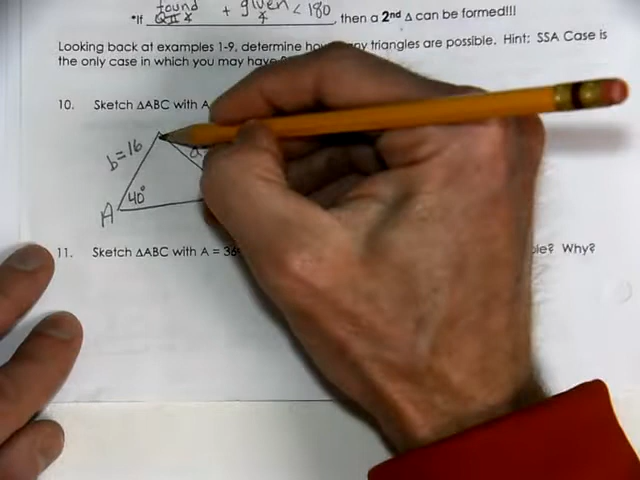 found + given
*If QII ∡ ∡ < 180, then a 2nd Δ can be formed!!!
Looking back at examples 1-9, determine how many triangles are possible. Hint: SSA Case is
the only case in which you may have
10. Sketch ΔABC with A
b=16
a
40°
A
11. Sketch ΔABC with A = 36 Why?